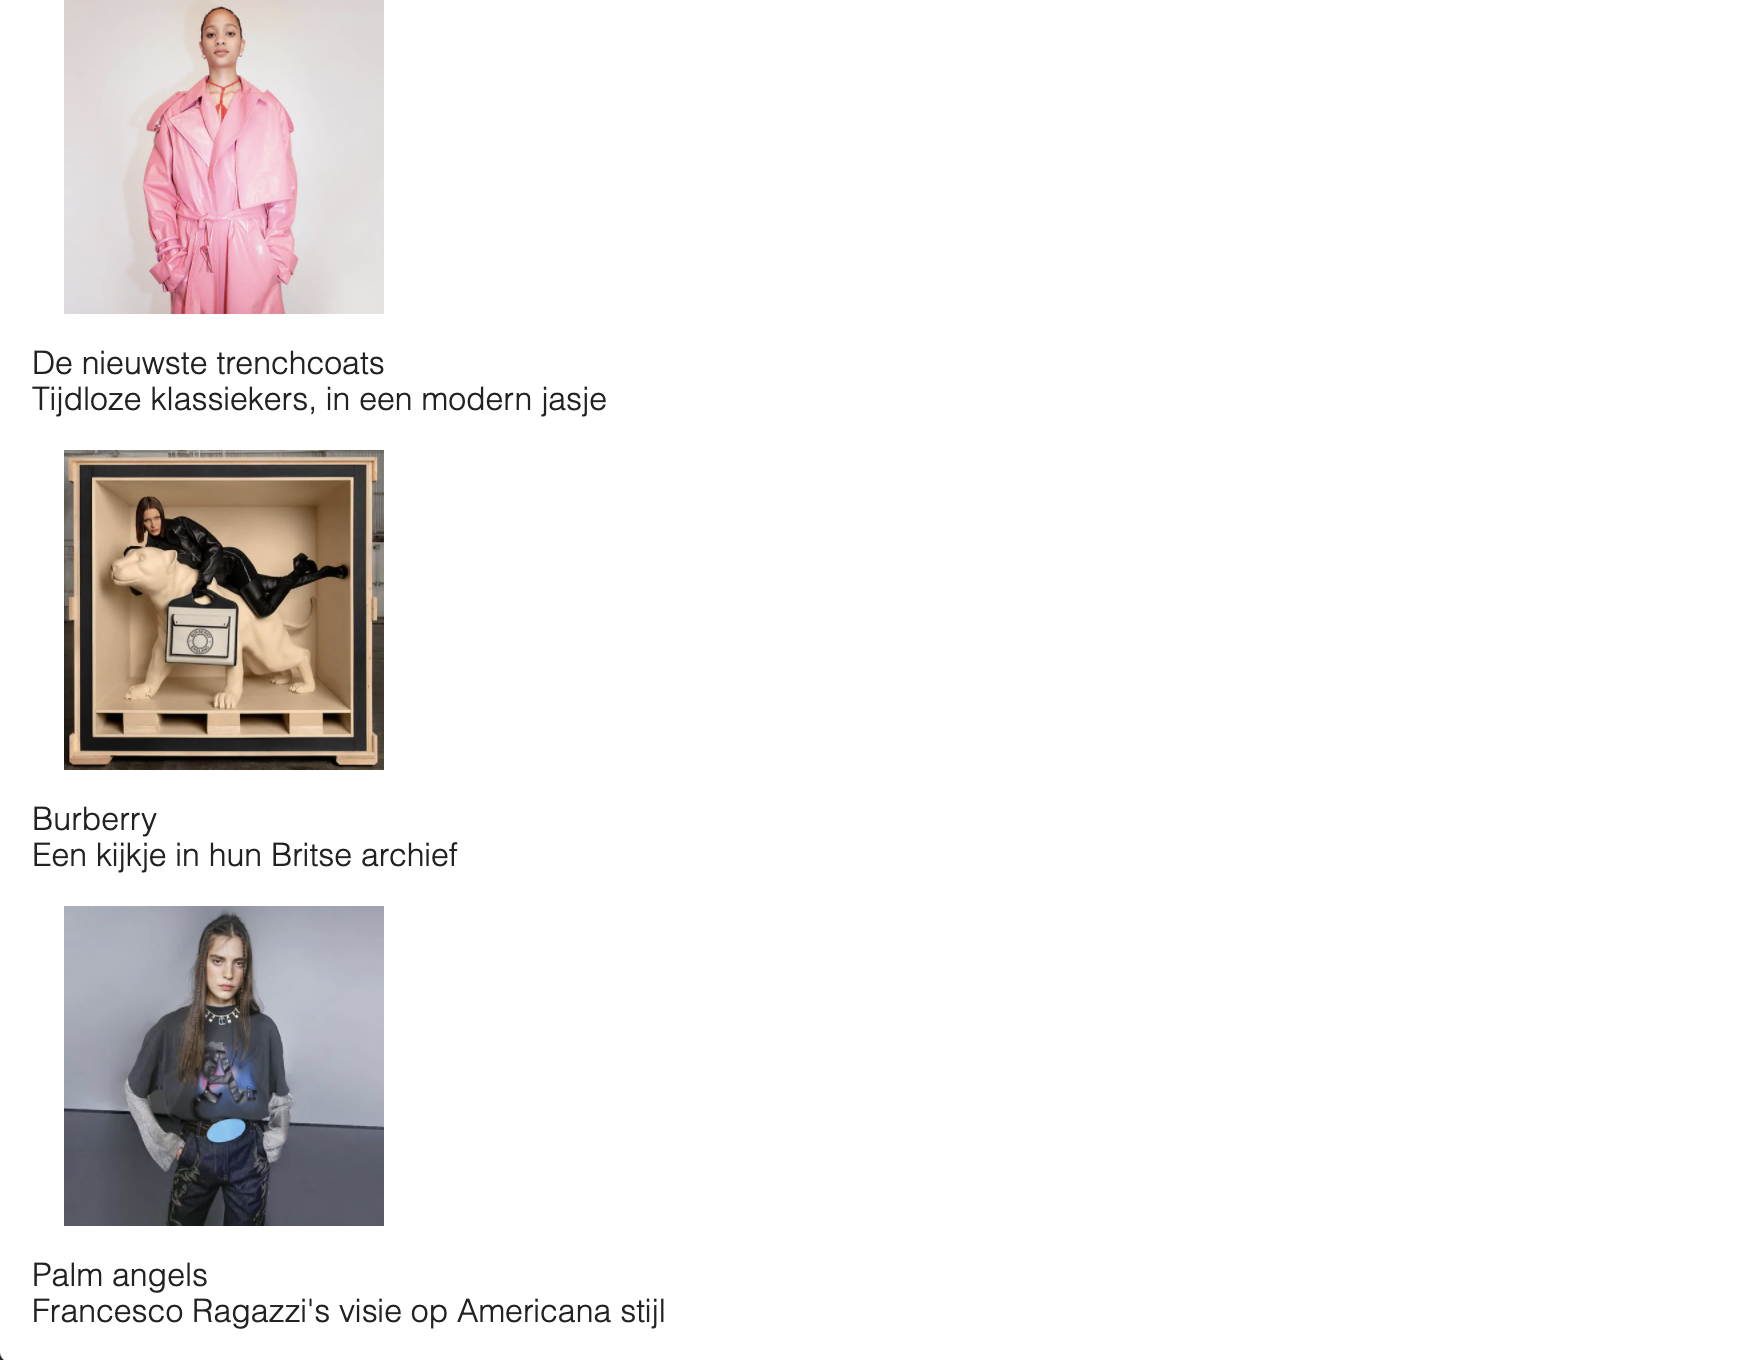 De nieuwste trenchcoats
Tijdloze klassiekers, in een modern jasje
Burberry
Een kijkje in hun Britse archief
Palm angels
Francesco Ragazzi's visie op Americana stijl